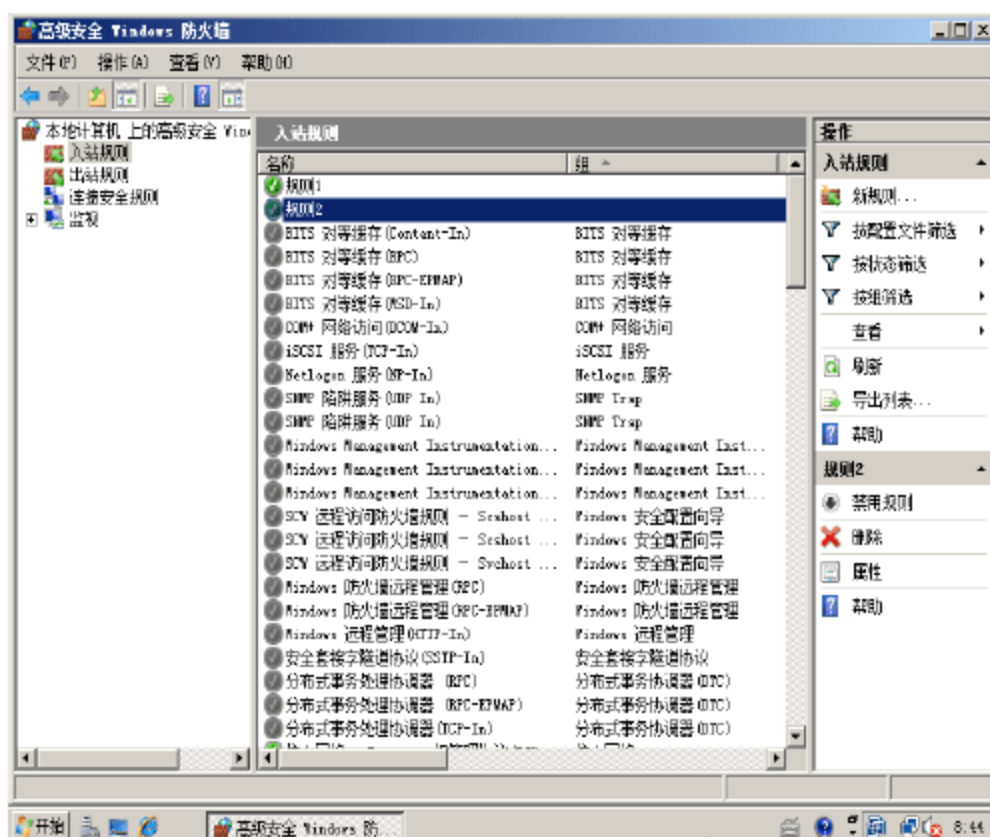 高级安全 Windows 防火墙
文件(F) 操作(A) 查看(V) 帮助(H)
本地计算机 上的高级安全 Win
入站规则
出站规则
连接安全规则
监视
入站规则
名称 组
规则1
规则2
BITS 对等缓存(Content-In) BITS 对等缓存
BITS 对等缓存(RPC) BITS 对等缓存
BITS 对等缓存(RPC-EPMAP) BITS 对等缓存
BITS 对等缓存(WSD-In) BITS 对等缓存
COM+ 网络访问(DCOM-In) COM+ 网络访问
iSCSI 服务(TCP-In) iSCSI 服务
Netlogon 服务(NP-In) Netlogon 服务
SNMP 陷阱服务(UDP In) SNMP Trap
SNMP 陷阱服务(UDP In) SNMP Trap
Windows Management Instrumentation... Windows Management Inst...
Windows Management Instrumentation... Windows Management Inst...
Windows Management Instrumentation... Windows Management Inst...
SCW 远程访问防火墙规则 - Scshost ... Windows 安全配置向导
SCW 远程访问防火墙规则 - Scshost ... Windows 安全配置向导
SCW 远程访问防火墙规则 - Svchost ... Windows 安全配置向导
Windows 防火墙远程管理(RPC) Windows 防火墙远程管理
Windows 防火墙远程管理(RPC-EPMAP) Windows 防火墙远程管理
Windows 远程管理(HTTP-In) Windows 远程管理
安全套接字隧道协议(SSTP-In) 安全套接字隧道协议
分布式事务处理协调器 (RPC) 分布式事务协调器(DTC)
分布式事务处理协调器 (RPC-EPMAP) 分布式事务协调器(DTC)
分布式事务处理协调器(TCP-In) 分布式事务协调器(DTC)
操作
入站规则
新规则...
按配置文件筛选
按状态筛选
按组筛选
查看
刷新
导出列表...
帮助
规则2
禁用规则
删除
属性
帮助
开始 高级安全 Windows 防... 8:44